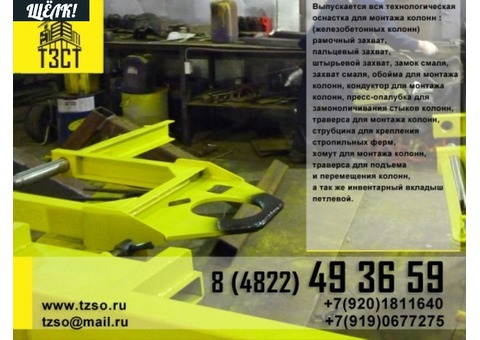 ЩЁЛК!
ТЗСТ
Выпускается вся технологическая
оснастка для монтажа колонн :
(железобетонных колонн)
рамочный захват,
пальцевый захват,
штырьевой захват, замок смаля,
захват смаля, обойма для монтажа
колонн, кондуктор для монтажа
колонн, пресс-опалубка для
замоноличивания стыков колонн,
траверса для монтажа колонн,
струбцина для крепления
стропильных ферм,
хомут для монтажа колонн,
траверса для подъема
и перемещения колонн,
а так же инвентарный вкладыш
петлевой.
8 (4822) 49 36 59
www.tzso.ru
+7(920)1811640
tzso@mail.ru
+7(919)0677275